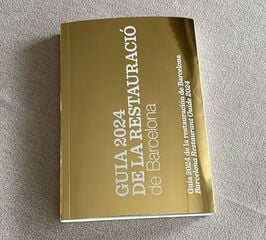 GUIA 2024
DE LA RESTAURACIÓ
de Barcelona
Guía 2024 de la restauración de Barcelona
Barcelona Restaurant Guide 2024